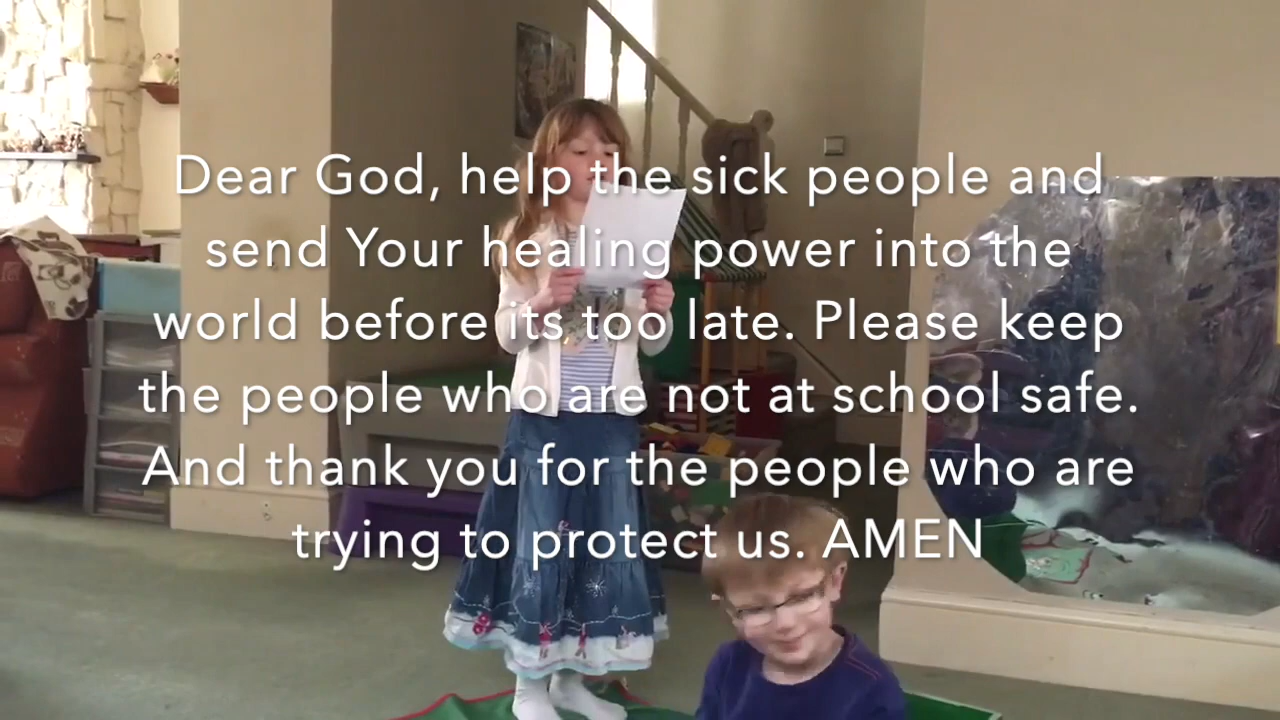 Dear God, help the sick people and
send Your healing power into the
world before its too late. Please keep
the people who are not at school safe.
And thank you for the people who are
trying to protect us. AMEN